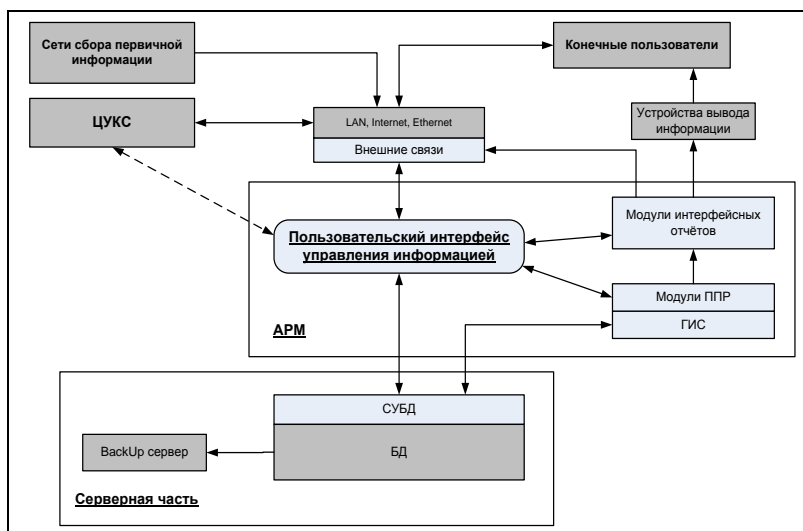 Сети сбора первичной
информации
Конечные пользователи
ЦУКС
LAN, Internet, Ethernet
Внешние связи
Устройства вывода
информации
Пользовательский интерфейс
управления информацией
Модули интерфейсных
отчётов
Модули ППР
ГИС
АРМ
СУБД
БД
BackUp сервер
Серверная часть